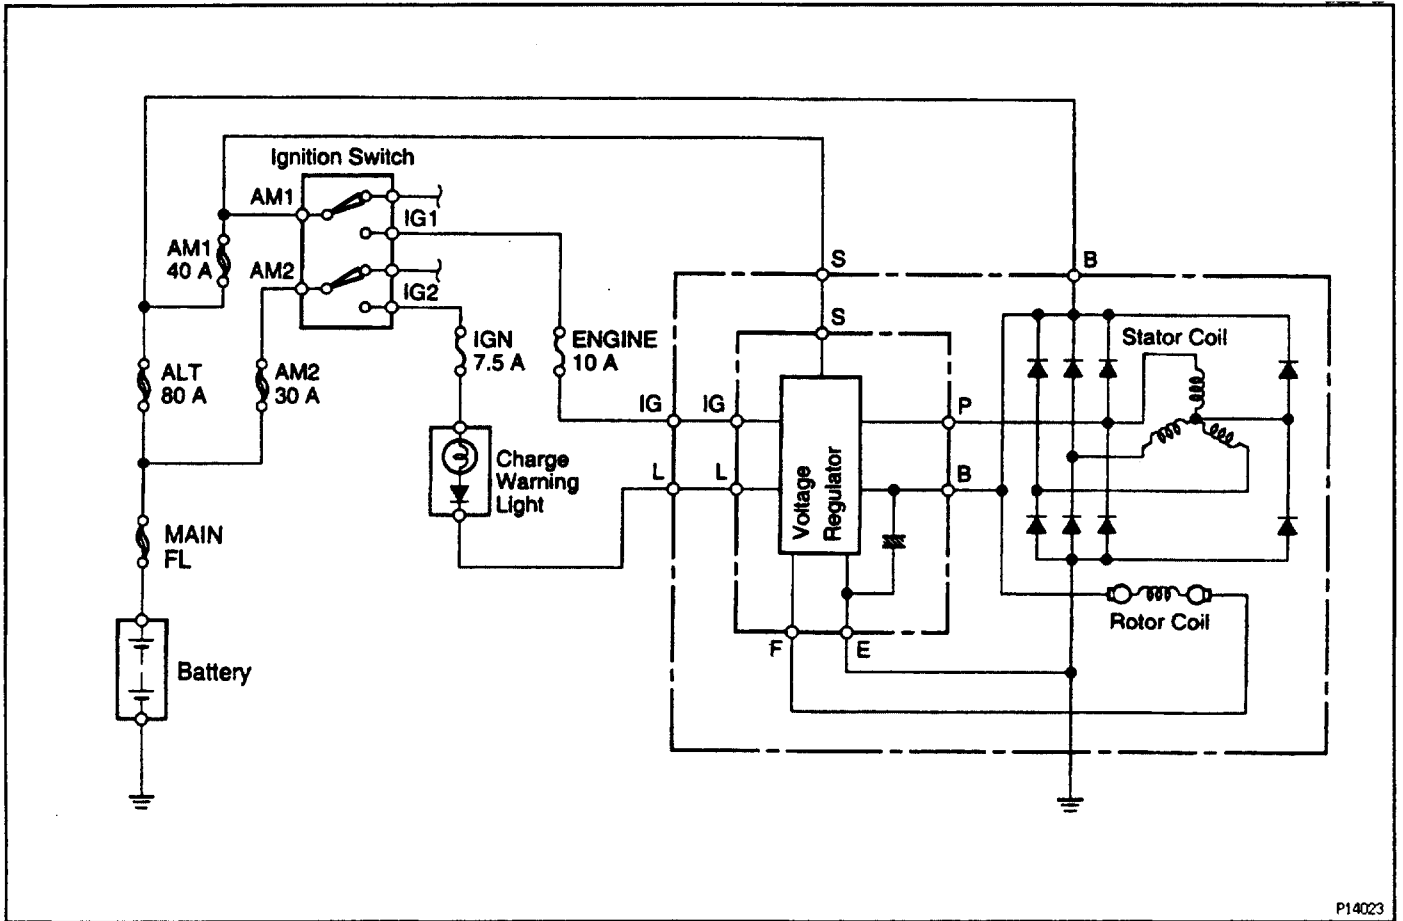 Ignition Switch
AM1
IG1
AM1
40 A
AM2
IG2
S
B
IGN
7.5 A
ENGINE
10 A
S
Stator Coil
ALT
80 A
AM2
30 A
IG
IG
P
Charge
Warning
Light
L
L
Voltage
Regulator
B
MAIN
FL
Rotor Coil
F
E
Battery
P14023